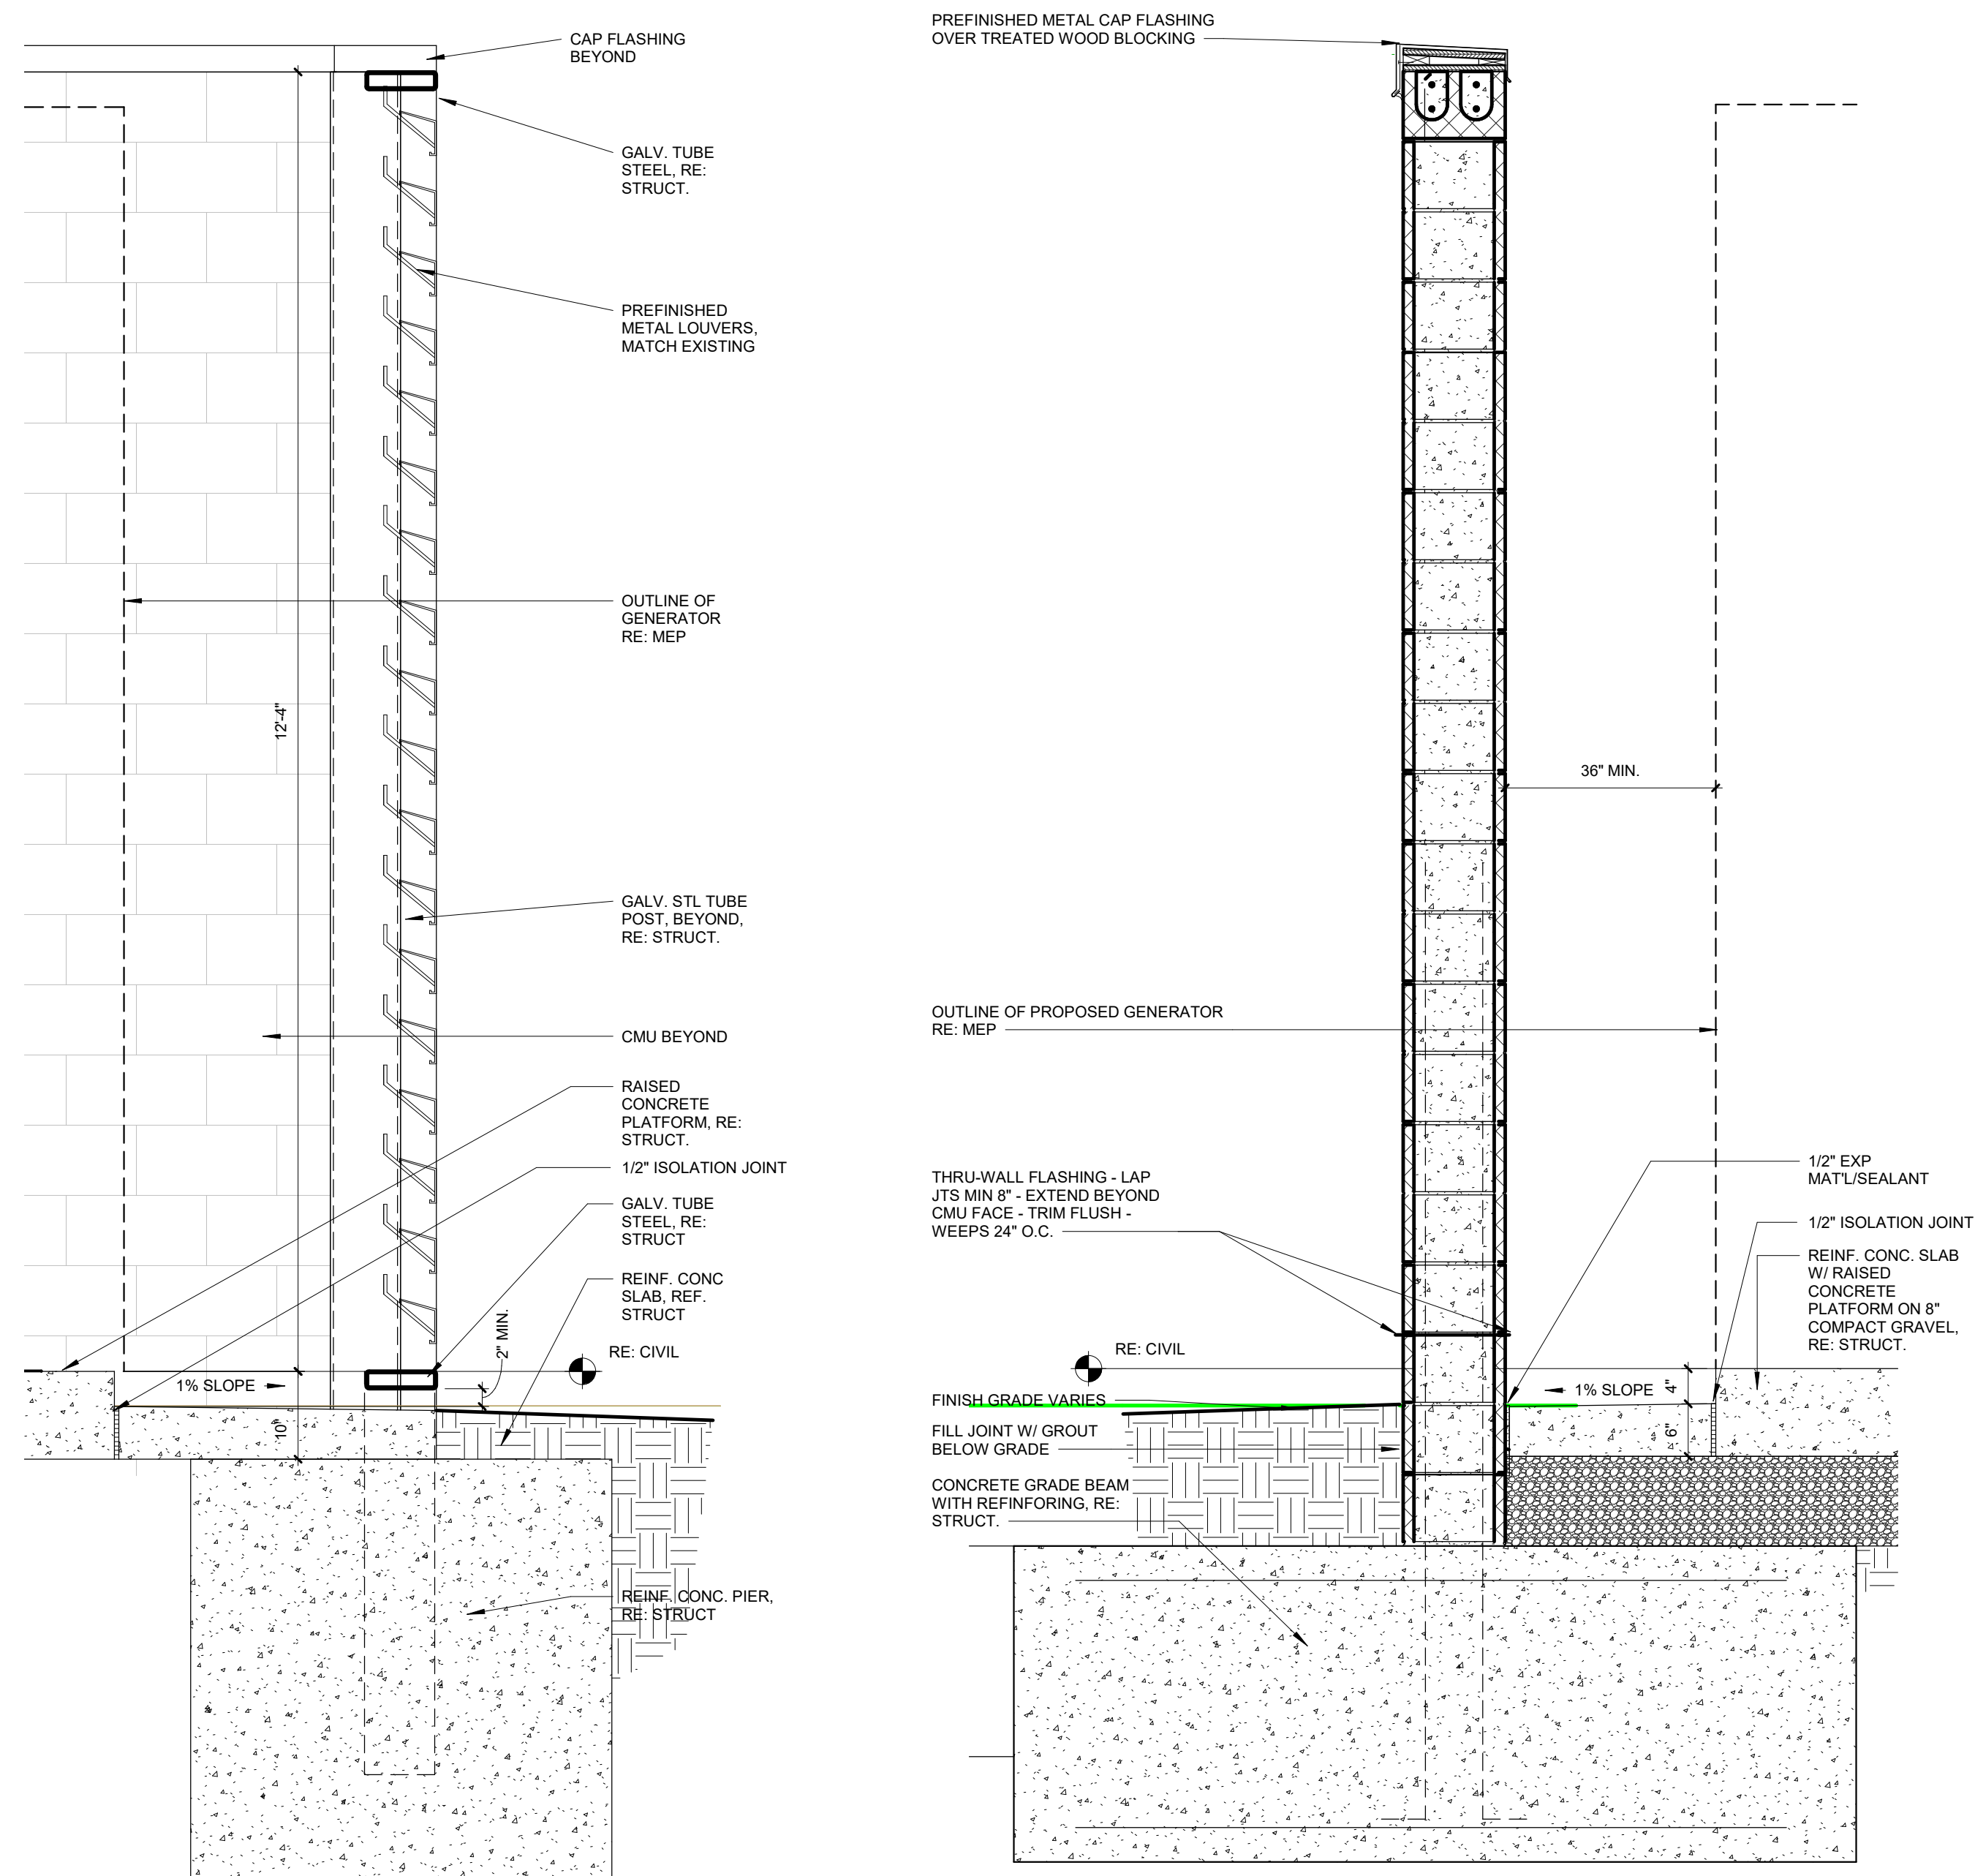 CAP FLASHING
BEYOND
GALV. TUBE
STEEL, RE:
STRUCT.
PREFINISHED
METAL LOUVERS,
MATCH EXISTING
OUTLINE OF
GENERATOR
RE: MEP
12'-4"
GALV. STL TUBE
POST, BEYOND,
RE: STRUCT.
CMU BEYOND
RAISED
CONCRETE
PLATFORM, RE:
STRUCT.
1/2" ISOLATION JOINT
GALV. TUBE
STEEL, RE:
STRUCT
REINF. CONC
SLAB, REF.
STRUCT
2" MIN.
RE: CIVIL
1% SLOPE
10"
REINF. CONC. PIER,
RE: STRUCT
PREFINISHED METAL CAP FLASHING
OVER TREATED WOOD BLOCKING
36" MIN.
OUTLINE OF PROPOSED GENERATOR
RE: MEP
THRU-WALL FLASHING - LAP
JTS MIN 8" - EXTEND BEYOND
CMU FACE - TRIM FLUSH -
WEEPS 24" O.C.
1/2" EXP
MAT'L/SEALANT
1/2" ISOLATION JOINT
REINF. CONC. SLAB
W/ RAISED
CONCRETE
PLATFORM ON 8"
COMPACT GRAVEL,
RE: STRUCT.
RE: CIVIL
1% SLOPE
4"
6"
FINISH GRADE VARIES
FILL JOINT W/ GROUT
BELOW GRADE
CONCRETE GRADE BEAM
WITH REFINFORING, RE:
STRUCT.